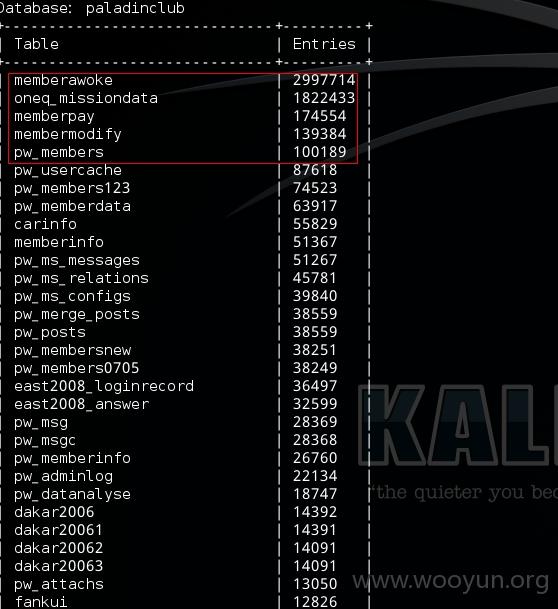 Database: paladinclub
+------------------------------+---------+
| Table | Entries |
+------------------------------+---------+
| memberawoke | 2997714 |
| oneq_missiondata | 1822433 |
| memberpay | 174554 |
| membermodify | 139384 |
| pw_members | 100189 |
| pw_usercache | 87618 |
| pw_members123 | 74523 |
| pw_memberdata | 63917 |
| carinfo | 55829 |
| memberinfo | 51367 |
| pw_ms_messages | 51267 |
| pw_ms_relations | 45781 |
| pw_ms_configs | 39840 |
| pw_merge_posts | 38559 |
| pw_posts | 38559 |
| pw_membersnew | 38251 |
| pw_members0705 | 38249 |
| east2008_loginrecord | 36497 |
| east2008_answer | 32599 |
| pw_msg | 28369 |
| pw_msgc | 28368 |
| pw_memberinfo | 26760 |
| pw_adminlog | 22134 |
| pw_datanalyse | 18747 |
| dakar2006 | 14392 |
| dakar20061 | 14391 |
| dakar20062 | 14091 |
| dakar20063 | 14091 |
| pw_attachs | 13050 |
| fankui | 12826 |
KALI
"the quieter you bec
www.wooyun.org